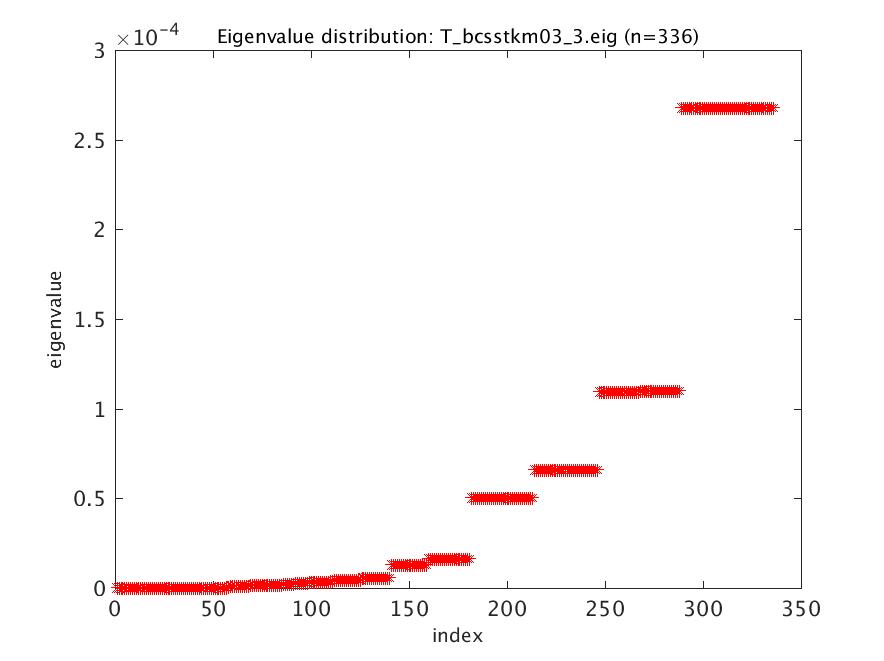 ×10⁻⁴
Eigenvalue distribution: T_bcsstkm03_3.eig (n=336)
3
2.5
2
1.5
1
0.5
0
eigenvalue
0 50 100 150 200 250 300 350
index